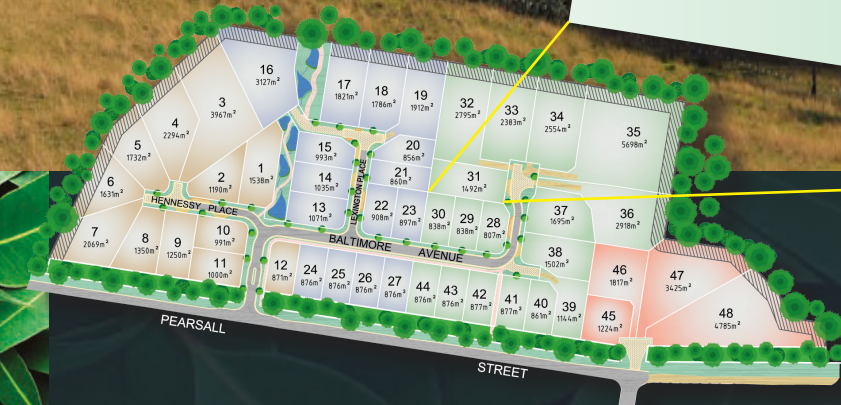 16
3127m²
17
1821m²
18
1786m²
19
1912m²
32
2795m²
33
2383m²
34
2554m²
35
5698m²
3
3967m²
4
2294m²
5
1732m²
15
993m²
20
856m²
6
1631m²
2
1190m²
1
1538m²
14
1035m²
21
860m²
31
1492m²
HENNESSY PLACE
LEXINGTON PLACE
13
1071m²
22
908m²
23
897m²
30
838m²
29
838m²
28
807m²
37
1695m²
36
2918m²
7
2069m²
8
1350m²
9
1250m²
10
991m²
11
1000m²
BALTIMORE AVENUE
38
1502m²
12
871m²
24
876m²
25
876m²
26
876m²
27
876m²
44
876m²
43
876m²
42
877m²
41
877m²
40
861m²
39
1144m²
46
1817m²
45
1224m²
47
3425m²
48
4785m²
PEARSALL STREET